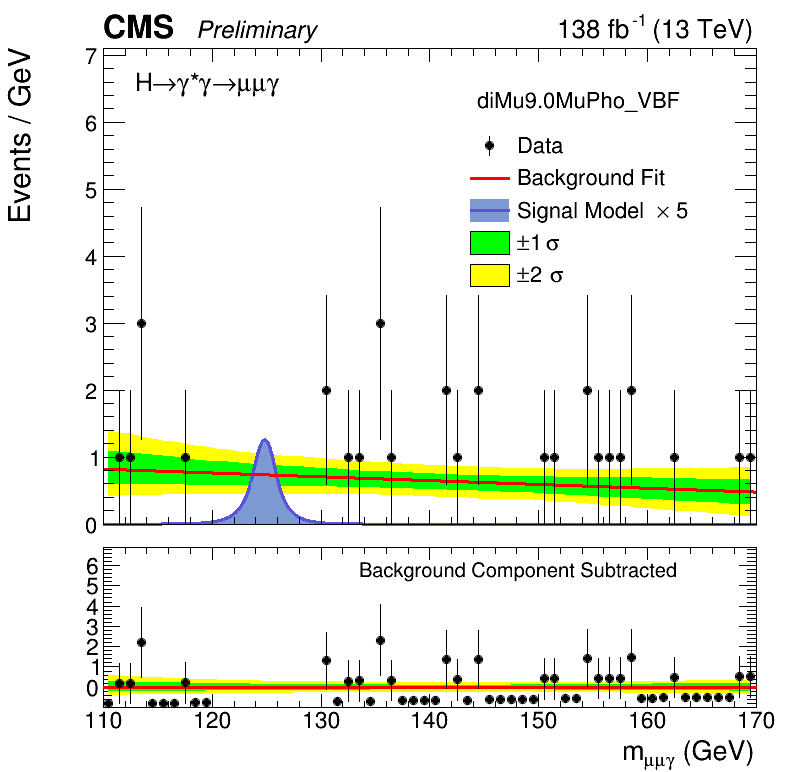 CMS Preliminary 138 fb⁻¹ (13 TeV)
Events / GeV
H→γ*γ→μμγ
diMu9.0MuPho_VBF
Data
Background Fit
Signal Model × 5
±1 σ
±2 σ
7
6
5
4
3
2
1
0
Background Component Subtracted
6
5
4
3
2
1
0
110 120 130 140 150 160 170
m_μμγ (GeV)